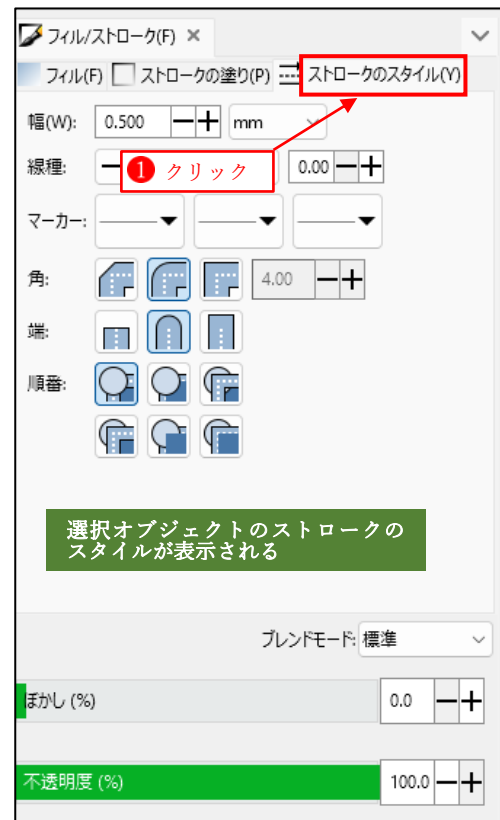 フィル/ストローク(F)
フィル(F) ストロークの塗り(P) ストロークのスタイル(Y)
幅(W): 0.500 mm
線種: 0.00
1 クリック
マーカー:
角: 4.00
端:
順番:
選択オブジェクトのストロークの
スタイルが表示される
ブレンドモード: 標準
ぼかし (%) 0.0
不透明度 (%) 100.0